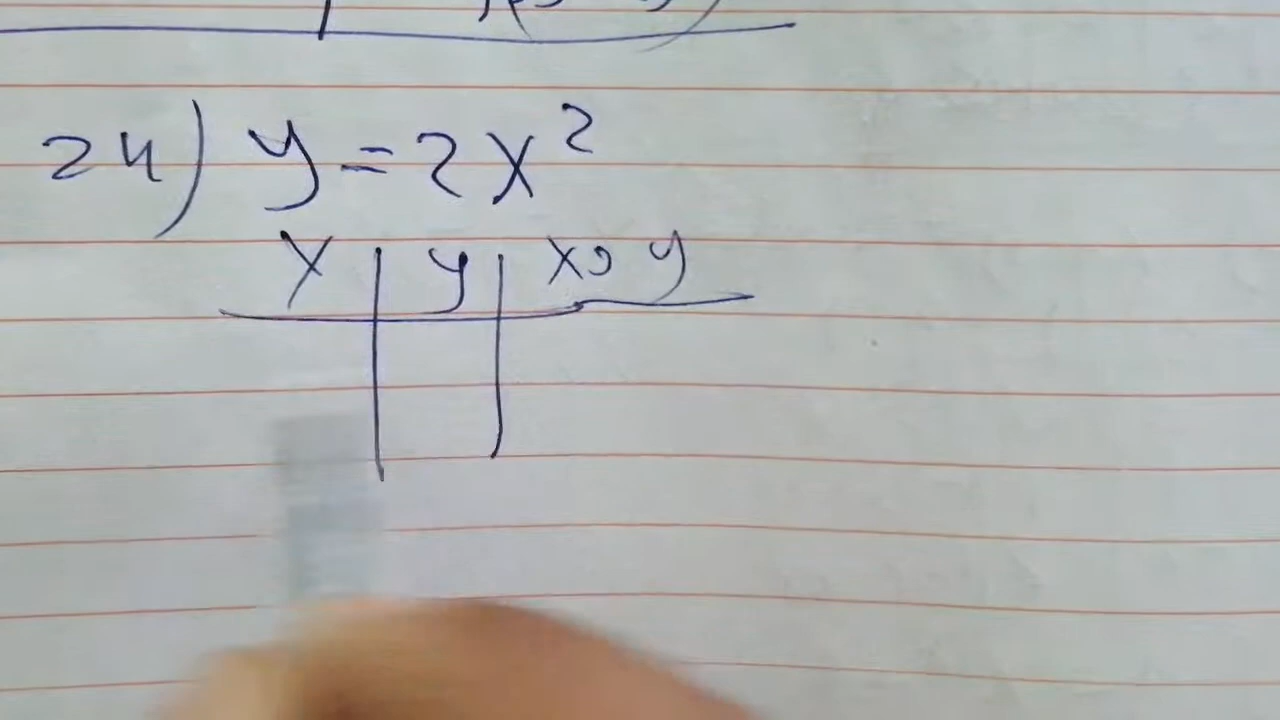 24) y = 2x²
x | y | x, y